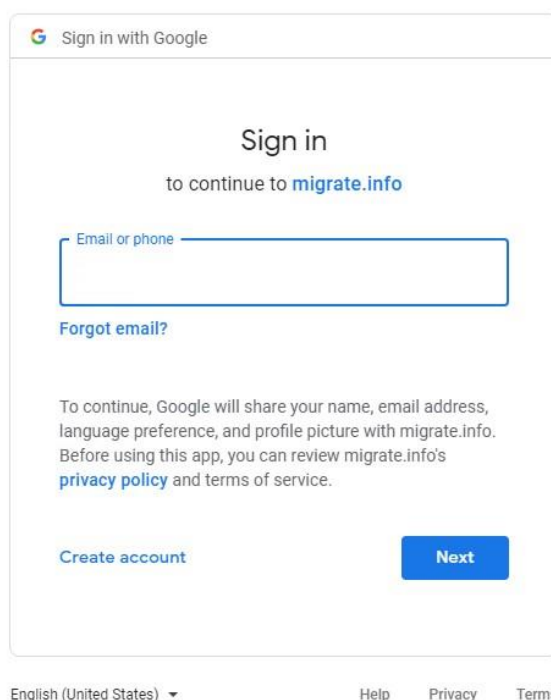 Sign in with Google
Sign in
to continue to migrate.info
Email or phone
Forgot email?
To continue, Google will share your name, email address,
language preference, and profile picture with migrate.info.
Before using this app, you can review migrate.info's
privacy policy and terms of service.
Create account
Next
English (United States)
Help Privacy Term